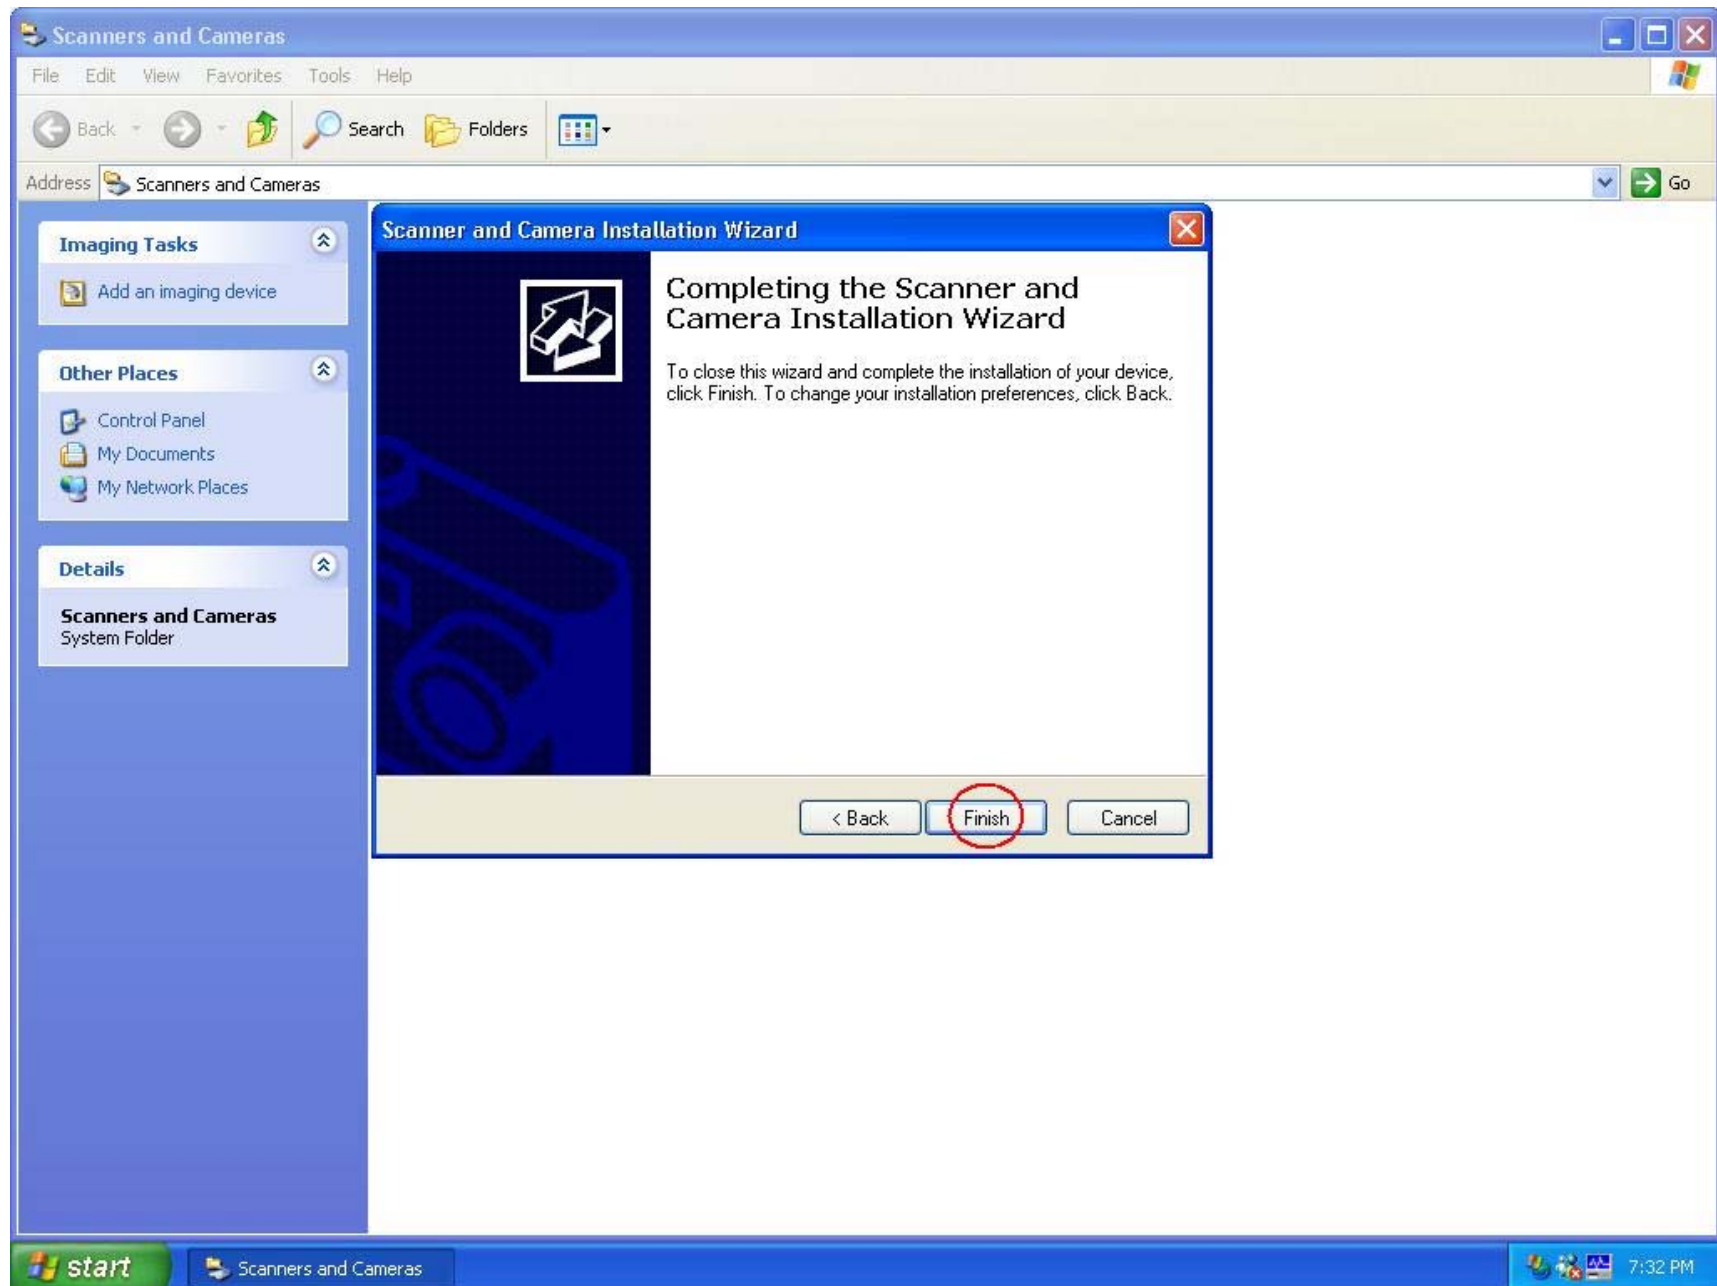 Scanners and Cameras
File Edit View Favorites Tools Help
Back Search Folders
Address Scanners and Cameras Go
Imaging Tasks
Add an imaging device
Other Places
Control Panel
My Documents
My Network Places
Details
Scanners and Cameras
System Folder
Scanner and Camera Installation Wizard
Completing the Scanner and
Camera Installation Wizard
To close this wizard and complete the installation of your device,
click Finish. To change your installation preferences, click Back.
< Back Finish Cancel
start Scanners and Cameras 7:32 PM